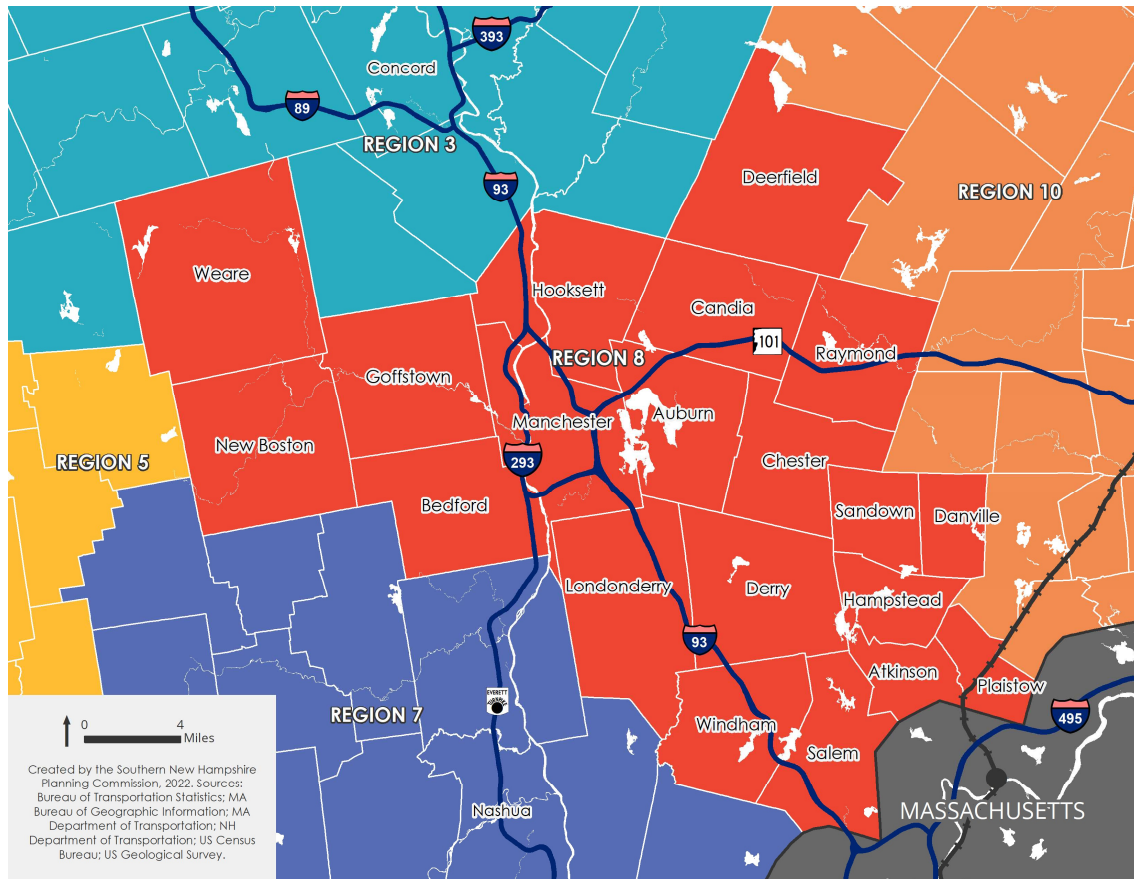 393
Concord
89
REGION 3
93
Deerfield
REGION 10
Weare
Hooksett
Candia
101
REGION 8
Raymond
Goffstown
Auburn
Manchester
New Boston
REGION 5
293
Chester
Bedford
Sandown
Danville
Londonderry
Derry
Hampstead
93
Atkinson
Plaistow
EVERETT
TURNPIKE
REGION 7
495
Windham
Salem
0 4
Miles
Created by the Southern New Hampshire
Planning Commission, 2022. Sources:
Bureau of Transportation Statistics; MA
Bureau of Geographic Information; MA
Department of Transportation; NH
Department of Transportation; US Census
Bureau; US Geological Survey.
Nashua
MASSACHUSETTS